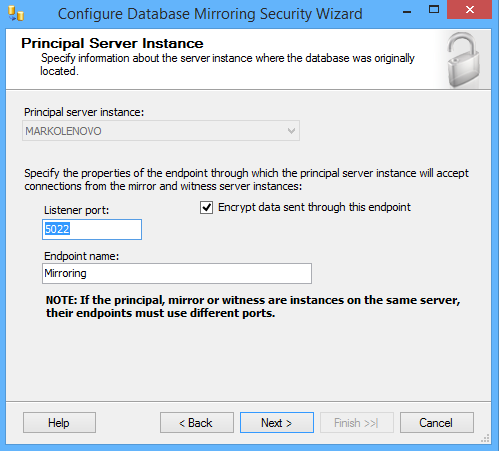 Configure Database Mirroring Security Wizard
Principal Server Instance
Specify information about the server instance where the database was originally
located.
Principal server instance:
MARKOLENOVO
Specify the properties of the endpoint through which the principal server instance will accept
connections from the mirror and witness server instances:
Listener port:
Encrypt data sent through this endpoint
5022
Endpoint name:
Mirroring
NOTE: If the principal, mirror or witness are instances on the same server,
their endpoints must use different ports.
Help
< Back
Next >
Finish >>|
Cancel